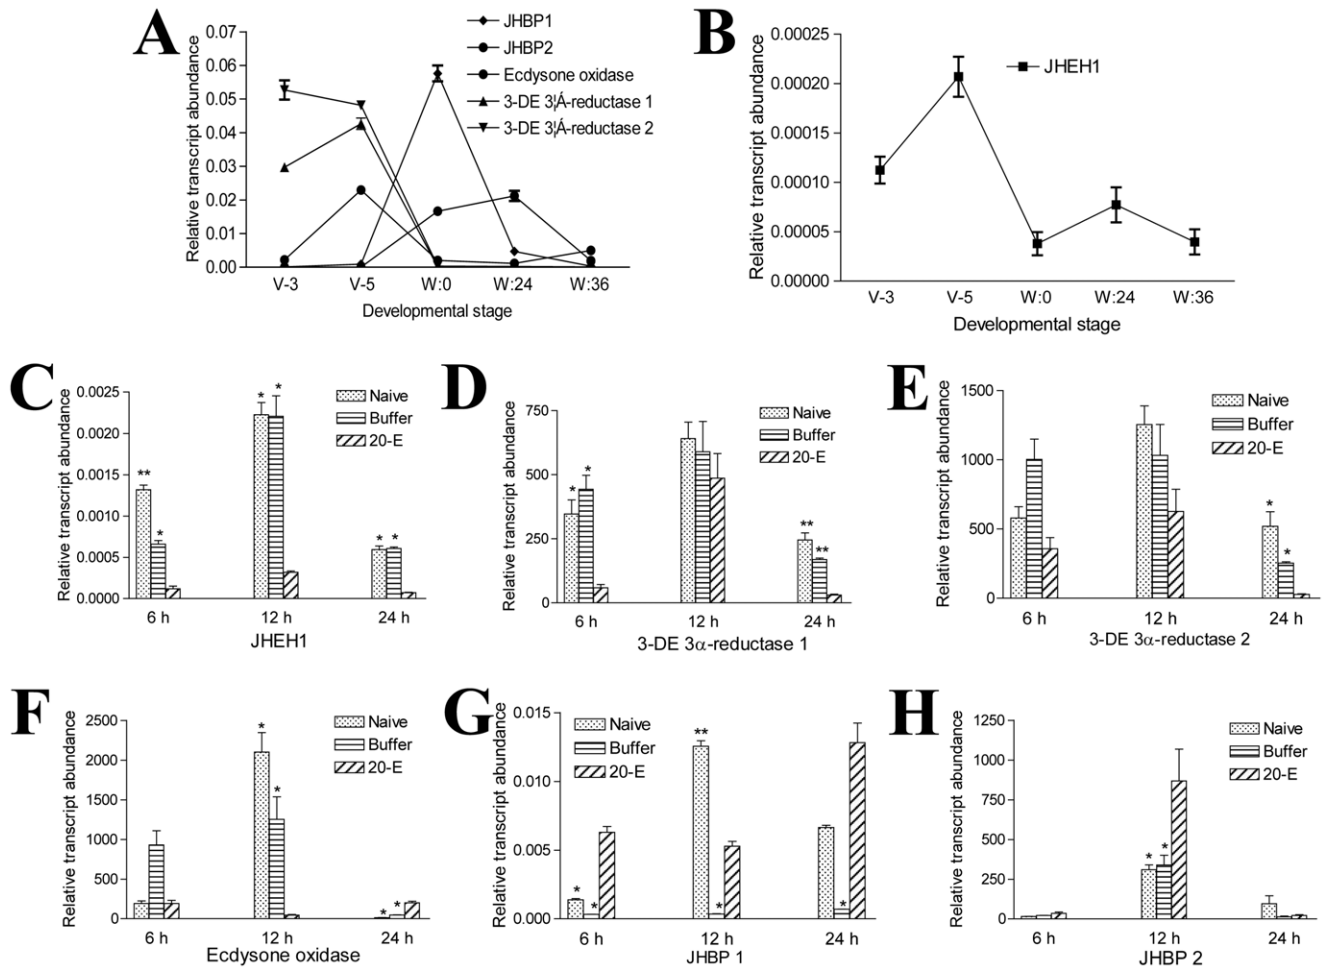 A
Relative transcript abundance
0.07
0.06
0.05
0.04
0.03
0.02
0.01
0.00
JHBP1
JHBP2
Ecdysone oxidase
3-DE 3¦Á-reductase 1
3-DE 3¦Á-reductase 2
V-3 V-5 W:0 W:24 W:36
Developmental stage
B
Relative transcript abundance
0.00025
0.00020
0.00015
0.00010
0.00005
0.00000
JHEH1
V-3 V-5 W:0 W:24 W:36
Developmental stage
C
Relative transcript abundance
0.0025
0.0020
0.0015
0.0010
0.0005
0.0000
** * * * * *
Naive
Buffer
20-E
6 h 12 h 24 h
JHEH1
D
Relative transcript abundance
750
500
250
0
* * ** **
Naive
Buffer
20-E
6 h 12 h 24 h
3-DE 3α-reductase 1
E
Relative transcript abundance
1500
1000
500
0
* *
Naive
Buffer
20-E
6 h 12 h 24 h
3-DE 3α-reductase 2
F
Relative transcript abundance
2500
2000
1500
1000
500
0
* * * *
Naive
Buffer
20-E
6 h 12 h 24 h
Ecdysone oxidase
G
Relative transcript abundance
0.015
0.010
0.005
0.000
* * ** * *
Naive
Buffer
20-E
6 h 12 h 24 h
JHBP 1
H
Relative transcript abundance
1250
1000
750
500
250
0
* *
Naive
Buffer
20-E
6 h 12 h 24 h
JHBP 2